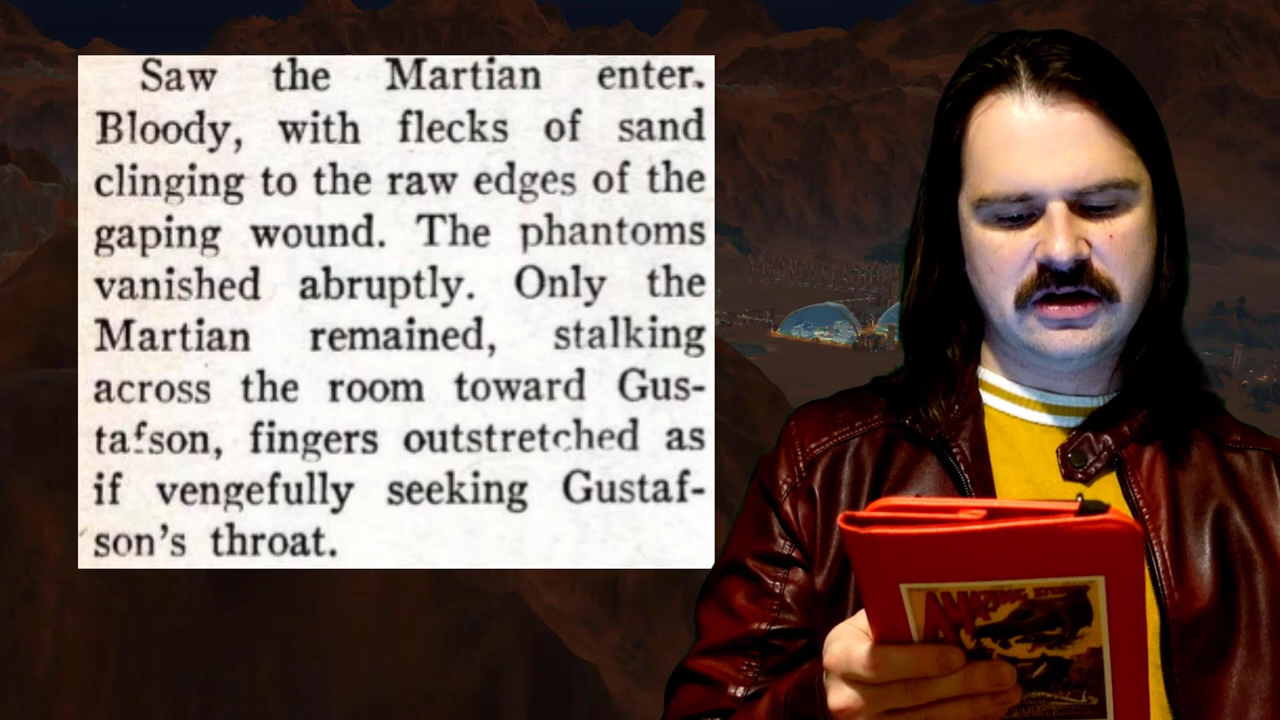 Saw the Martian enter.
Bloody, with flecks of sand
clinging to the raw edges of the
gaping wound. The phantoms
vanished abruptly. Only the
Martian remained, stalking
across the room toward Gus-
tafson, fingers outstretched as
if vengefully seeking Gustaf-
son's throat.
AMAZING STORIES